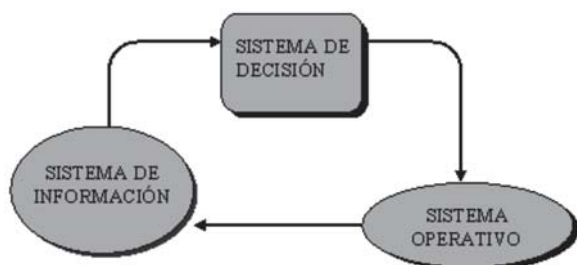 SISTEMA DE
DECISIÓN
SISTEMA DE
INFORMACIÓN
SISTEMA
OPERATIVO